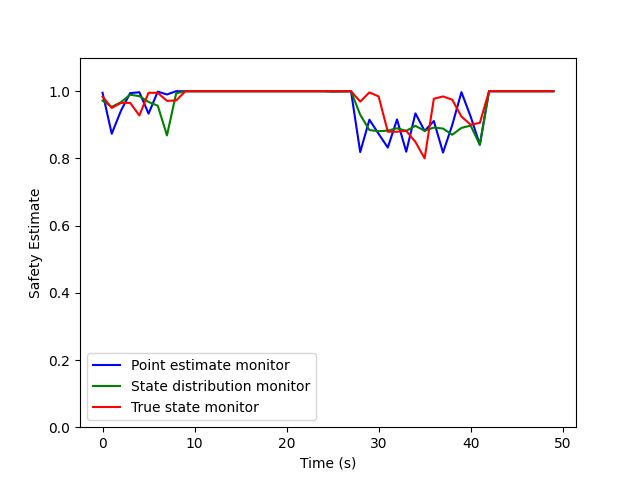 1.0
0.8
0.6
0.4
0.2
0.0
Safety Estimate
Point estimate monitor
State distribution monitor
True state monitor
0 10 20 30 40 50
Time (s)